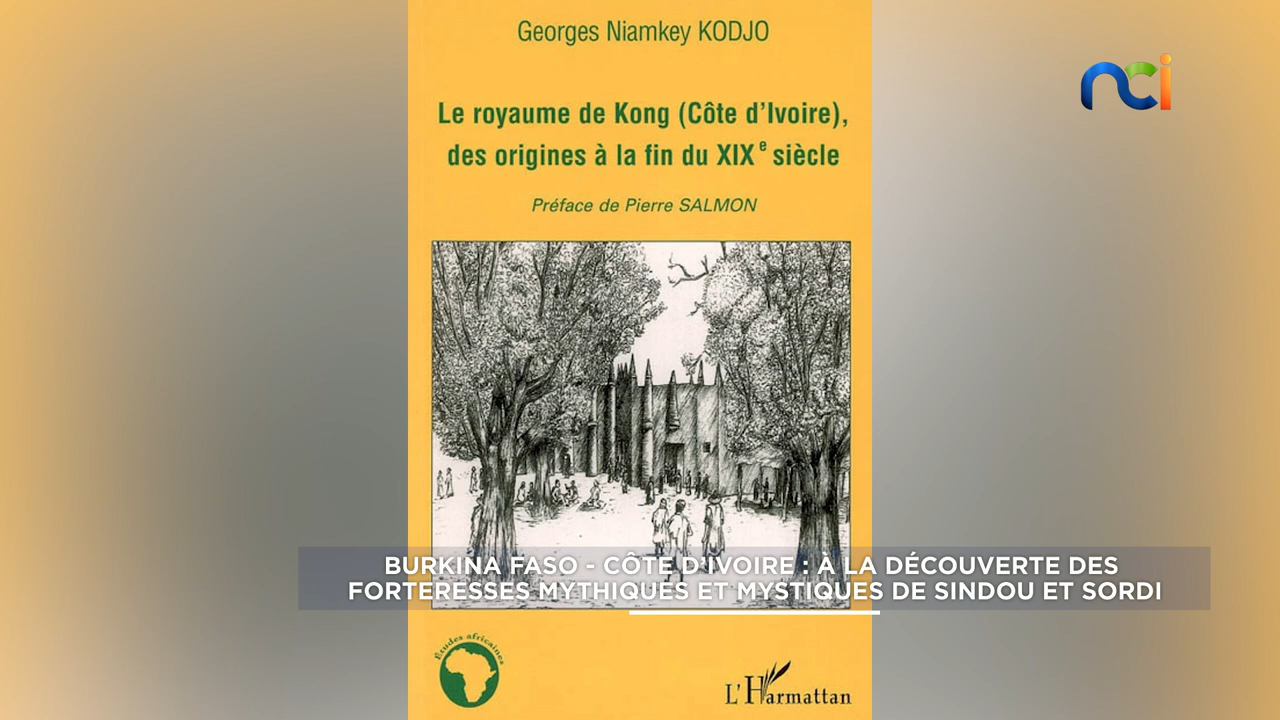 Georges Niamkey KODJO
nci
Le royaume de Kong (Côte d'Ivoire),
des origines à la fin du XIXe siècle
Préface de Pierre SALMON
BURKINA FASO - CÔTE D'IVOIRE : À LA DÉCOUVERTE DES
FORTERESSES MYTHIQUES ET MYSTIQUES DE SINDOU ET SORDI
Études africaines
L'Harmattan